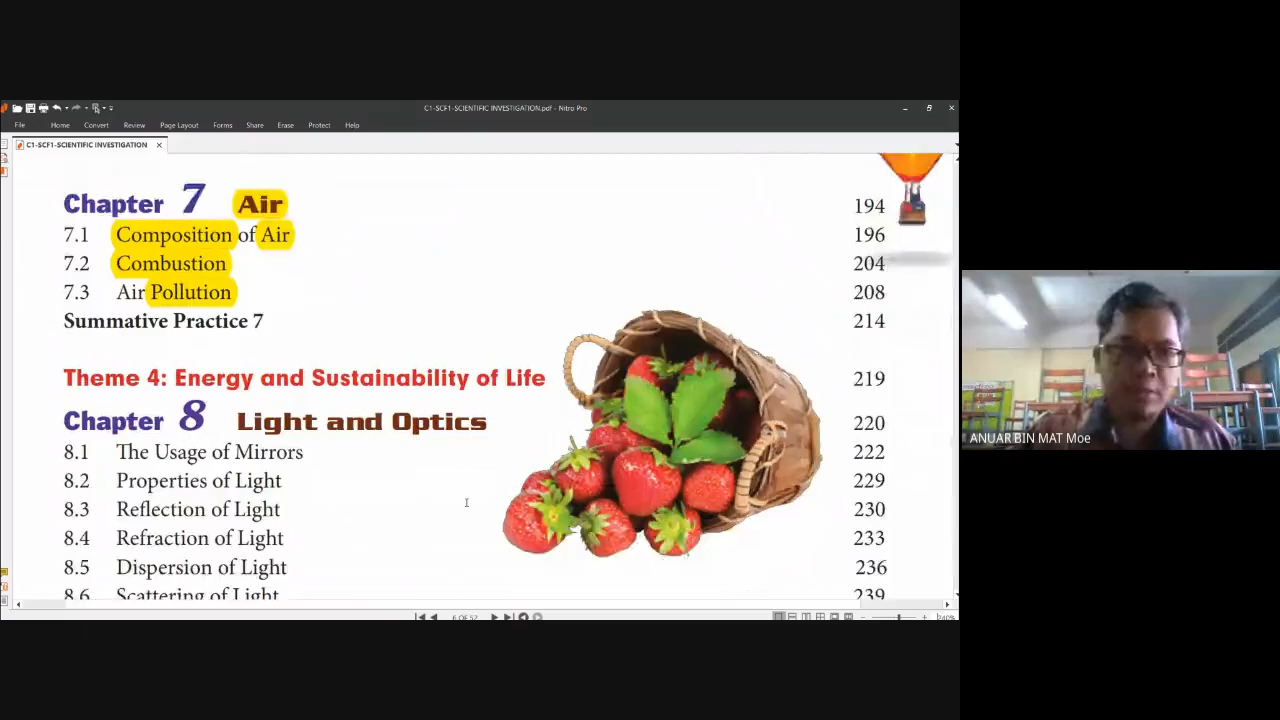 C1-SCF1-SCIENTIFIC INVESTIGATION.pdf - Nitro Pro
File Home Convert Review Page Layout Forms Share Erase Protect Help
C1-SCF1-SCIENTIFIC INVESTIGATION
Chapter 7 Air 194
7.1 Composition of Air 196
7.2 Combustion 204
7.3 Air Pollution 208
Summative Practice 7 214
Theme 4: Energy and Sustainability of Life 219
Chapter 8 Light and Optics 220
8.1 The Usage of Mirrors 222
8.2 Properties of Light 229
8.3 Reflection of Light 230
8.4 Refraction of Light 233
8.5 Dispersion of Light 236
8.6 Scattering of Light 239
6 OF 52
240%
ANUAR BIN MAT Moe